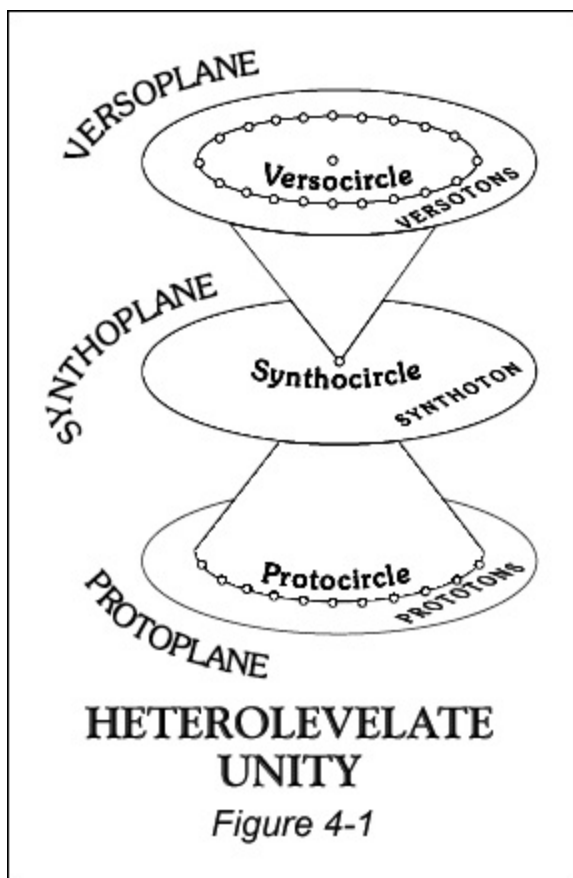 VERSOPLANE
Versocircle
VERSOTONS
SYNTHOPLANE
Synthocircle
SYNTHOTON
Protocircle
PROTOTONS
PROTOPLANE
HETEROLEVELATE
UNITY
Figure 4-1